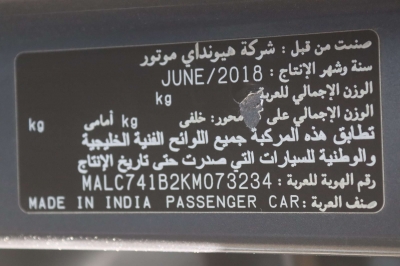 صنعت من قبل : شركة هيونداي موتور
سنة وشهر الإنتاج : JUNE/2018
الوزن الإجمالي للعربة kg
الوزن الإجمالي على محور: خلفي kg أمامى kg
تطابق هذه المركبة جميع اللوائح الفنية الخليجية
والوطنية للسيارات التي صدرت حتى تاريخ الإنتاج
رقم الهوية للعربة : MALC741B2KM073234
صنف العربة : MADE IN INDIA PASSENGER CAR